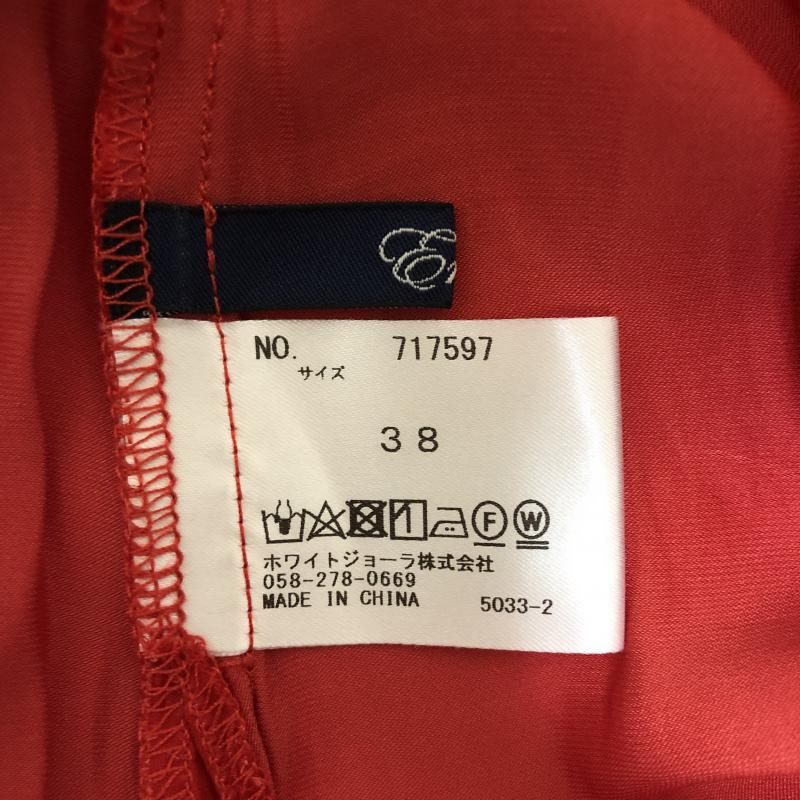 NO. 717597
サイズ
38
F W
ホワイトジョーラ株式会社
058-278-0669
MADE IN CHINA 5033-2